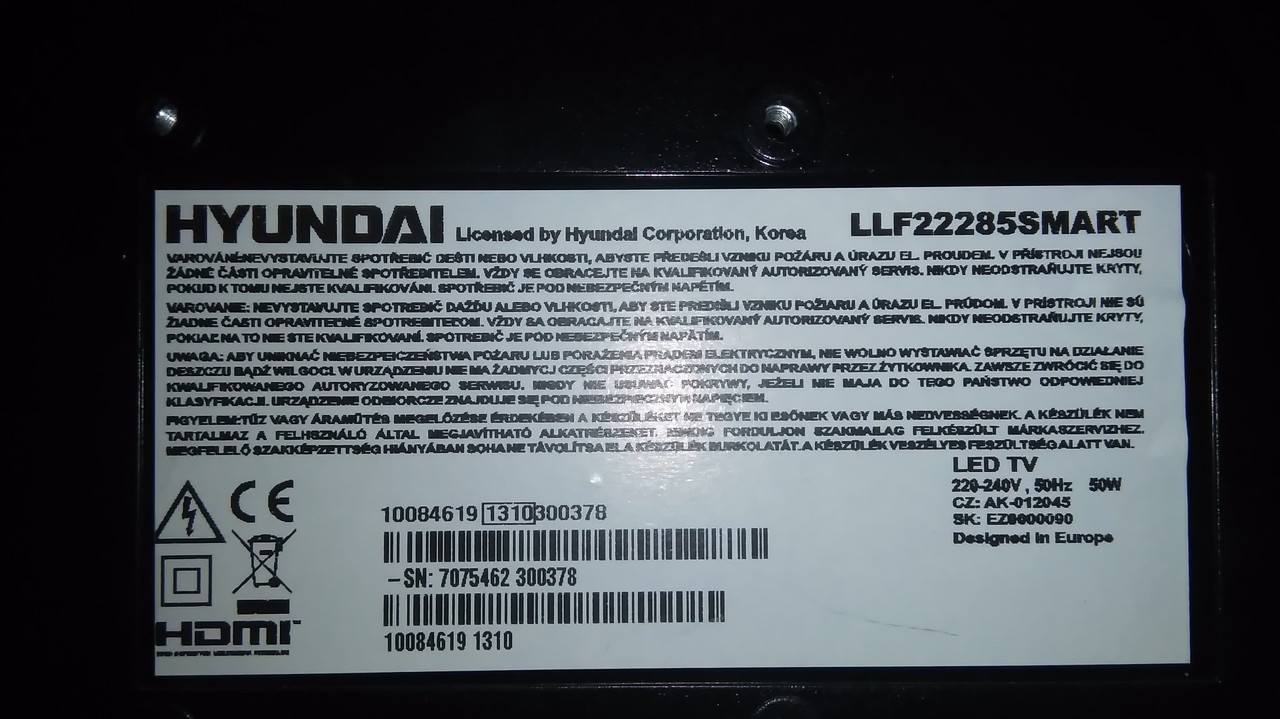 HYUNDAI Licensed by Hyundai Corporation, Korea LLF22285SMART
VAROVÁNÍ:NEVYSTAVUJTE SPOTŘEBIČ DEŠTI NEBO VLHKOSTI, ABYSTE PŘEDEŠLI VZNIKU POŽÁRU A ÚRAZU EL. PROUDEM. V PŘÍSTROJI NEJSOU
ŽÁDNÉ ČÁSTI OPRAVITELNÉ SPOTŘEBITELEM. VŽDY SE OBRACEJTE NA KVALIFIKOVANÝ AUTORIZOVANÝ SERVIS. NIKDY NEODSTRAŇUJTE KRYTY,
POKUD K TOMU NEJSTE KVALIFIKOVÁNI. SPOTŘEBIČ JE POD NEBEZPEČNÝM NAPĚTÍM.
VAROVANIE: NEVYSTAVUJTE SPOTREBIČ DAŽĎU ALEBO VLHKOSTI, ABY STE PREDIŠLI VZNIKU POŽIARU A ÚRAZU EL. PRÚDOM. V PRÍSTROJI NIE SÚ
ŽIADNE ČASTI OPRAVITEĽNÉ SPOTREBITEĽOM. VŽDY SA OBRACAJTE NA KVALIFIKOVANÝ AUTORIZOVANÝ SERVIS. NIKDY NEODSTRAŇUJTE KRYTY,
POKIAĽ NA TO NIE STE KVALIFIKOVANÍ. SPOTREBIČ JE POD NEBEZPEČNÝM NAPÄTÍM.
UWAGA: ABY UNIKNĄĆ NIEBEZPIECZEŃSTWA POŻARU LUB PORAŻENIA PRĄDEM ELEKTRYCZNYM, NIE WOLNO WYSTAWIAĆ SPRZĘTU NA DZIAŁANIE
DESZCZU BĄDŹ WILGOCI. W URZĄDZENIU NIE MA ŻADNYCH CZĘŚCI PRZEZNACZONYCH DO NAPRAWY PRZEZ UŻYTKOWNIKA. ZAWSZE ZWRÓCIĆ SIĘ DO
KWALIFIKOWANEGO AUTORYZOWANEGO SERWISU. NIGDY NIE USUWAĆ POKRYWY, JEŻELI NIE MAJA DO TEGO PAŃSTWO ODPOWIEDNIEJ
KLASYFIKACJI. URZĄDZENIE ODBIORCZE ZNAJDUJE SIĘ POD NIEBEZPIECZNYM NAPIĘCIEM.
FIGYELEM:TŰZ VAGY ÁRAMÜTÉS MEGELŐZÉSE ÉRDEKÉBEN A KÉSZÜLÉKET NE TEGYE KI ESŐNEK VAGY MÁS NEDVESSÉGNEK. A KÉSZÜLÉK NEM
TARTALMAZ A FELHSZNÁLÓ ÁLTAL MEGJAVÍTHATÓ ALKATRÉSZEKET. FORDULJON SZAKMAILAG FELKÉSZÜLT MÁRKASZERVIZHEZ.
MEGFELELŐ SZAKKÉPZETTSÉG HIÁNYÁBAN SOHA NE TÁVOLÍTSA EL A KÉSZÜLÉK BURKOLATÁT. A KÉSZÜLÉK VESZÉLYES FESZÜLTSÉG ALATT VAN.
LED TV
220-240V , 50Hz 50W
CZ: AK-012045
SK: EZ0000090
Designed in Europe
CE
10084619 1310300378
-SN: 7075462 300378
10084619 1310
HDMI